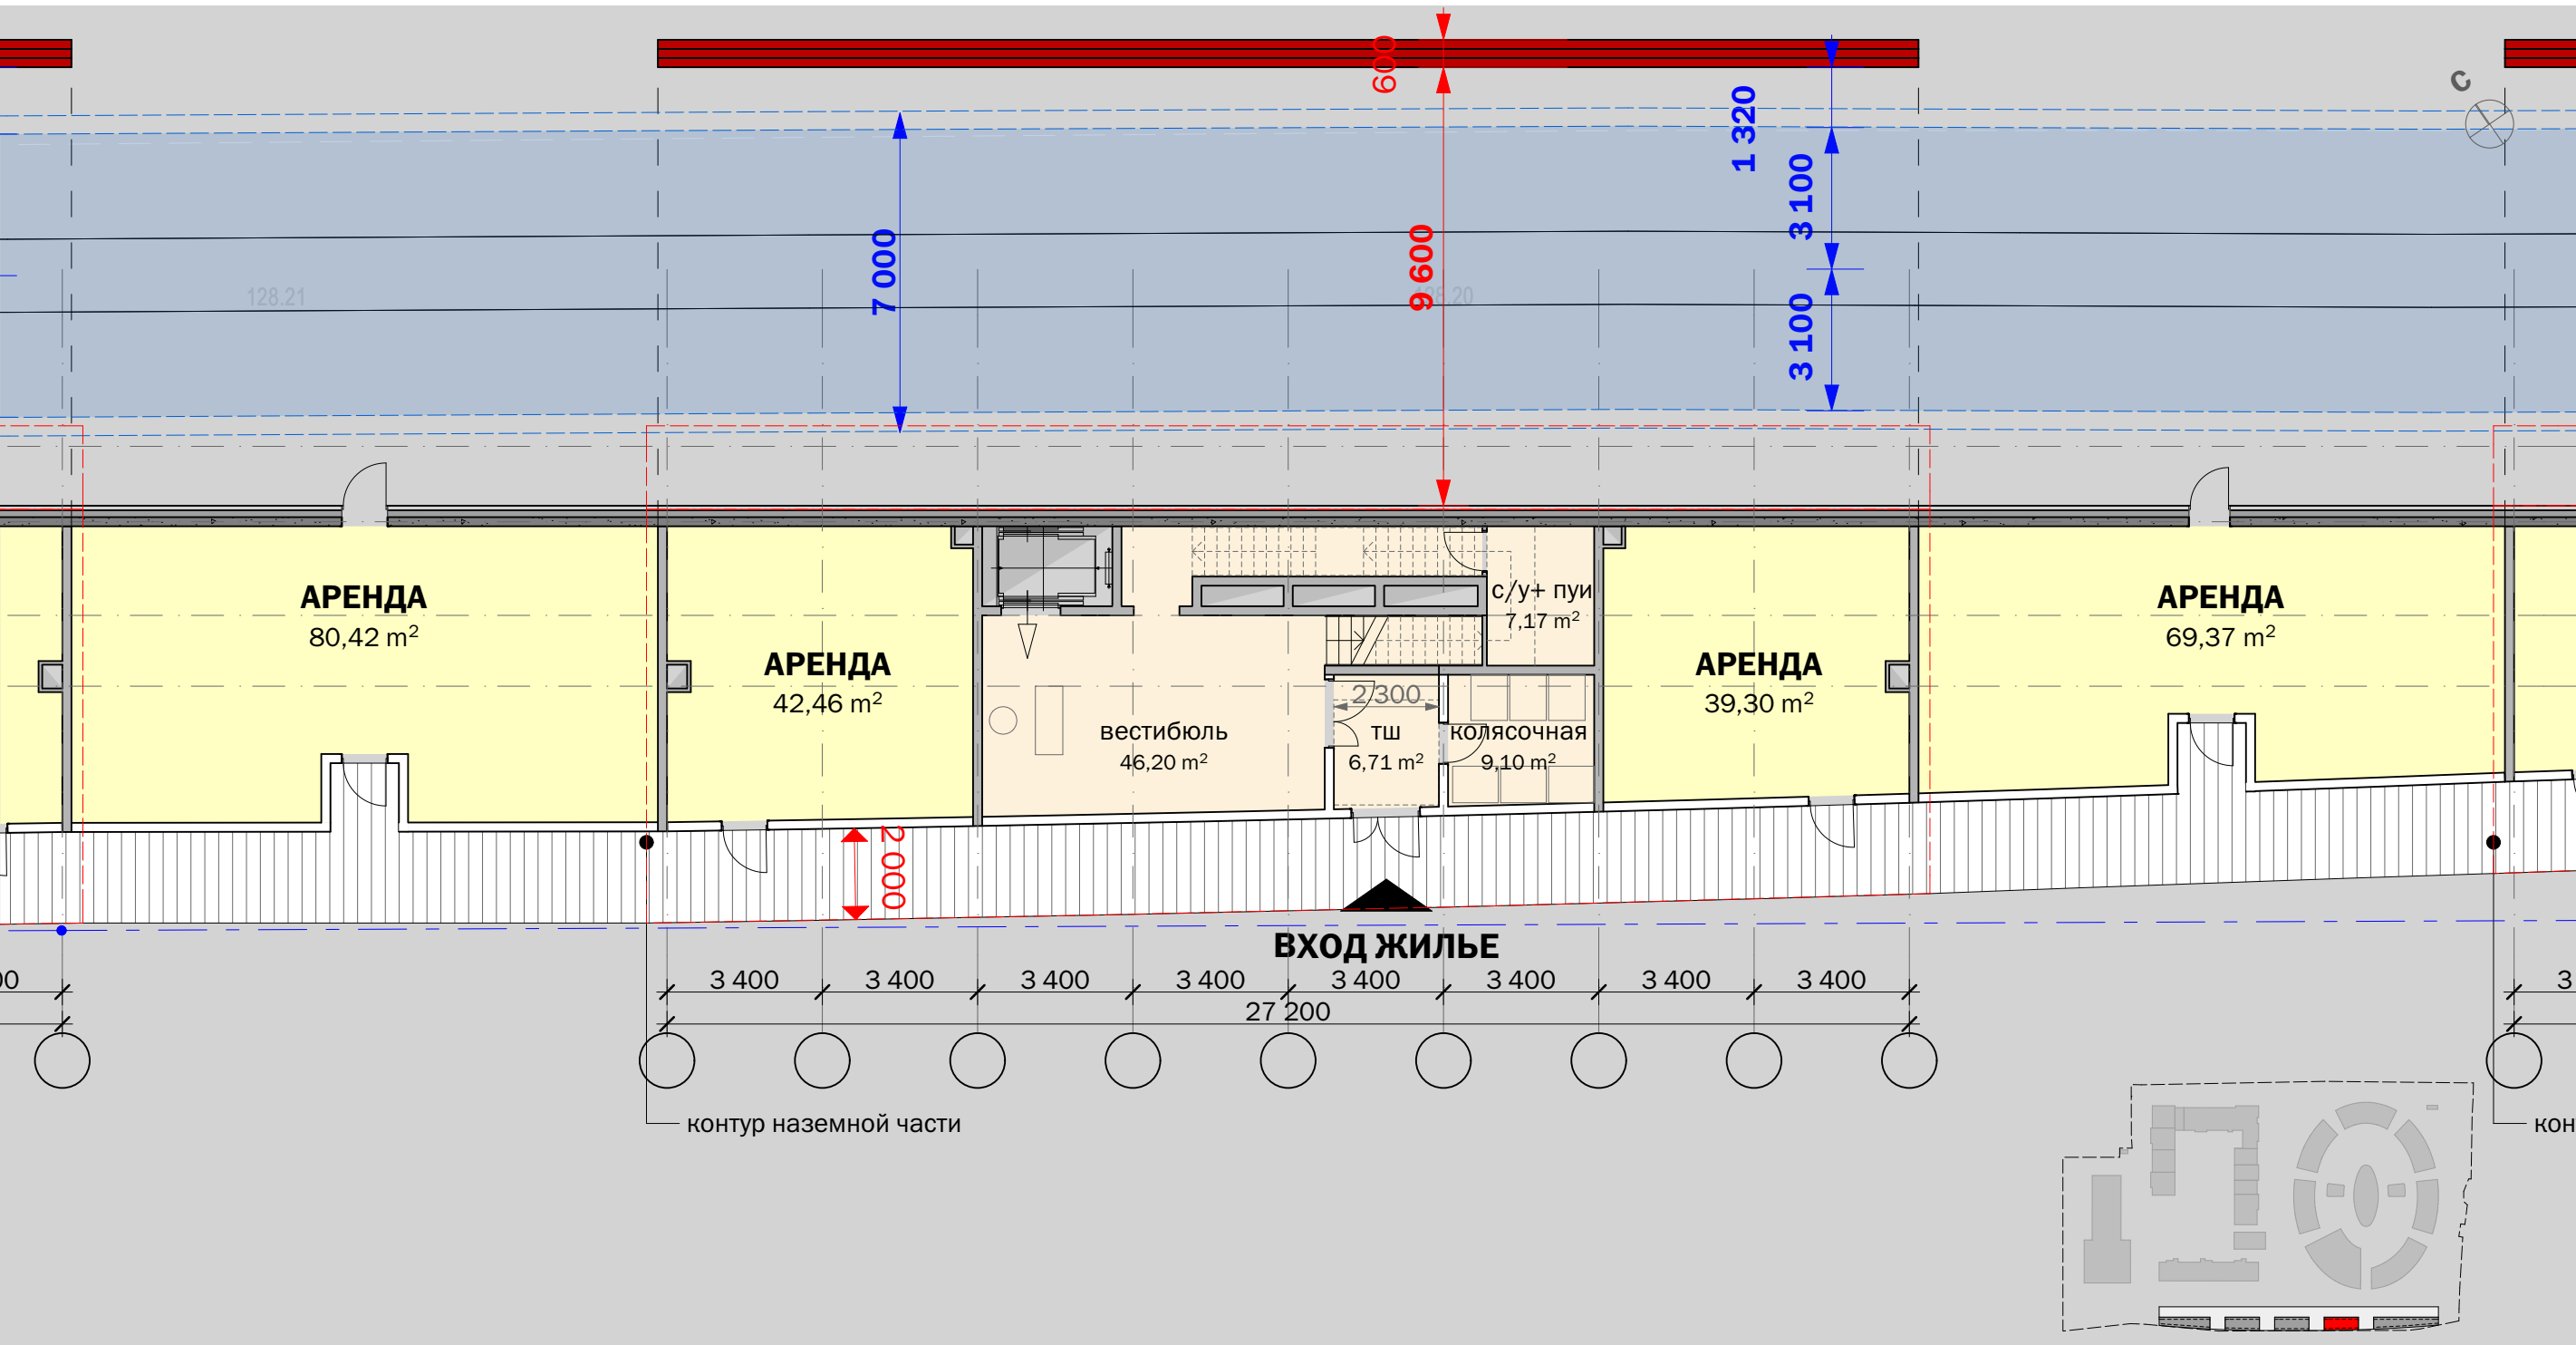 600
С
1 320
3 100
7 000
9 600
128.21
3 100
АРЕНДА
80,42 m²
АРЕНДА
42,46 m²
вестибюль
46,20 m²
2 300
тш
6,71 m²
с/у+ пуи
7,17 m²
колясочная
9,10 m²
АРЕНДА
39,30 m²
АРЕНДА
69,37 m²
2 000
ВХОД ЖИЛЬЕ
00
3 400
3 400
3 400
3 400
3 400
3 400
3 400
3 400
3
27 200
контур наземной части
кон